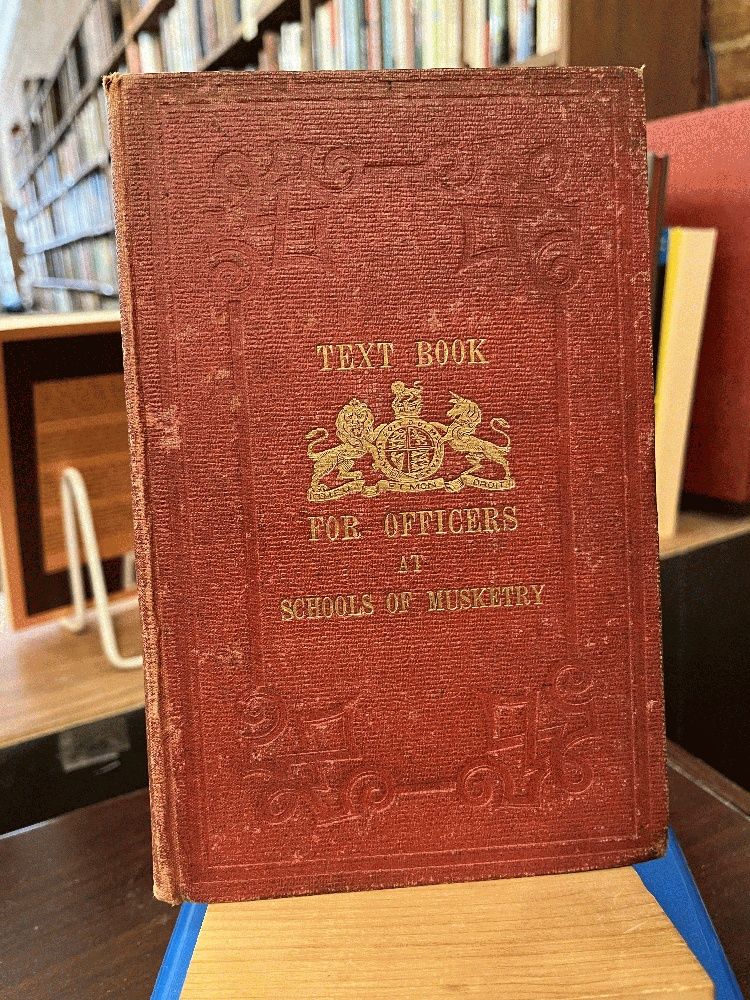 TEXT BOOK
DIEU ET MON DROIT
FOR OFFICERS
AT
SCHOOLS OF MUSKETRY